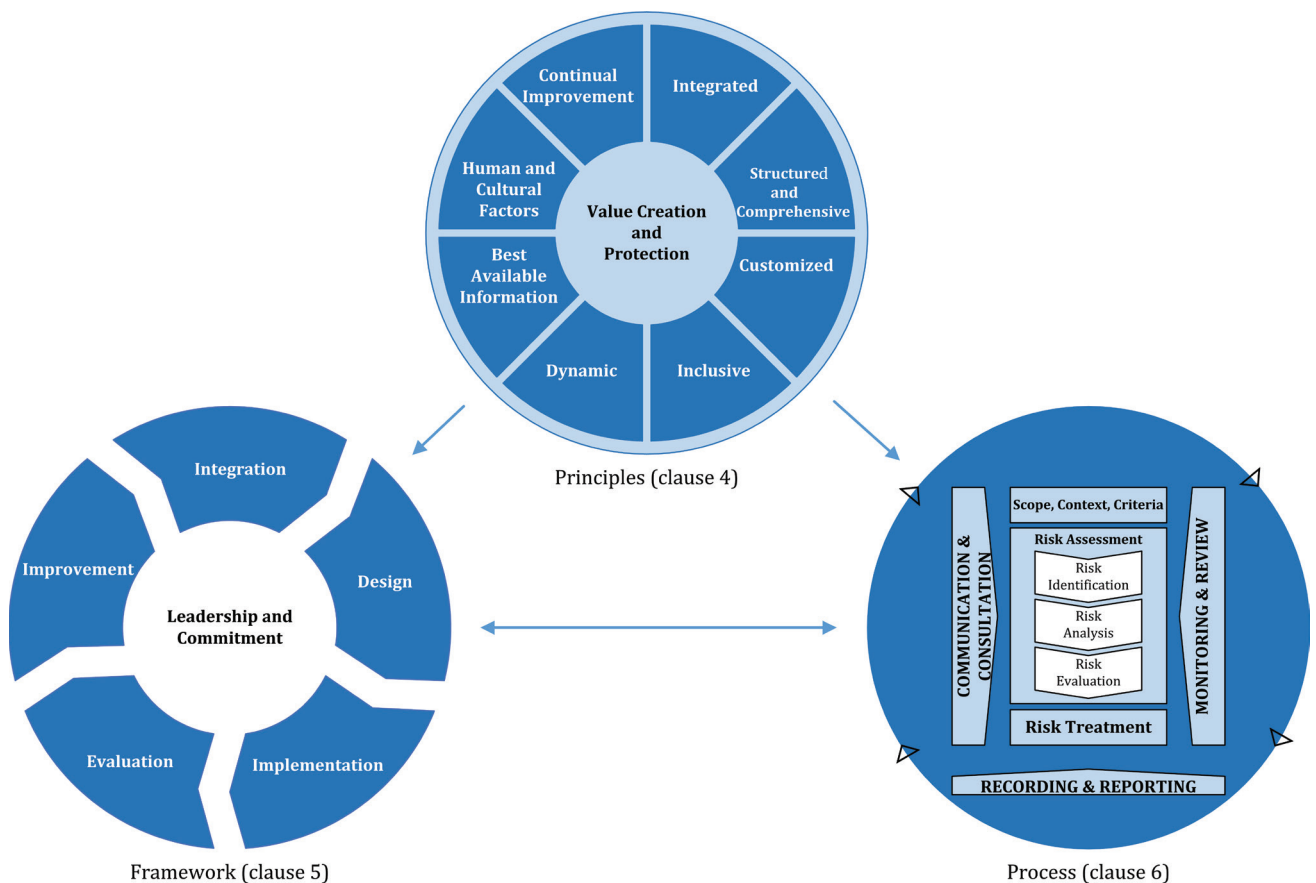 Continual
Improvement
Integrated
Structured
and
Comprehensive
Customized
Inclusive
Dynamic
Best
Available
Information
Human and
Cultural
Factors
Value Creation
and
Protection
Principles (clause 4)
Integration
Design
Implementation
Evaluation
Improvement
Leadership and
Commitment
Framework (clause 5)
Scope, Context, Criteria
Risk Assessment
Risk
Identification
Risk
Analysis
Risk
Evaluation
Risk Treatment
COMMUNICATION &
CONSULTATION
MONITORING & REVIEW
RECORDING & REPORTING
Process (clause 6)